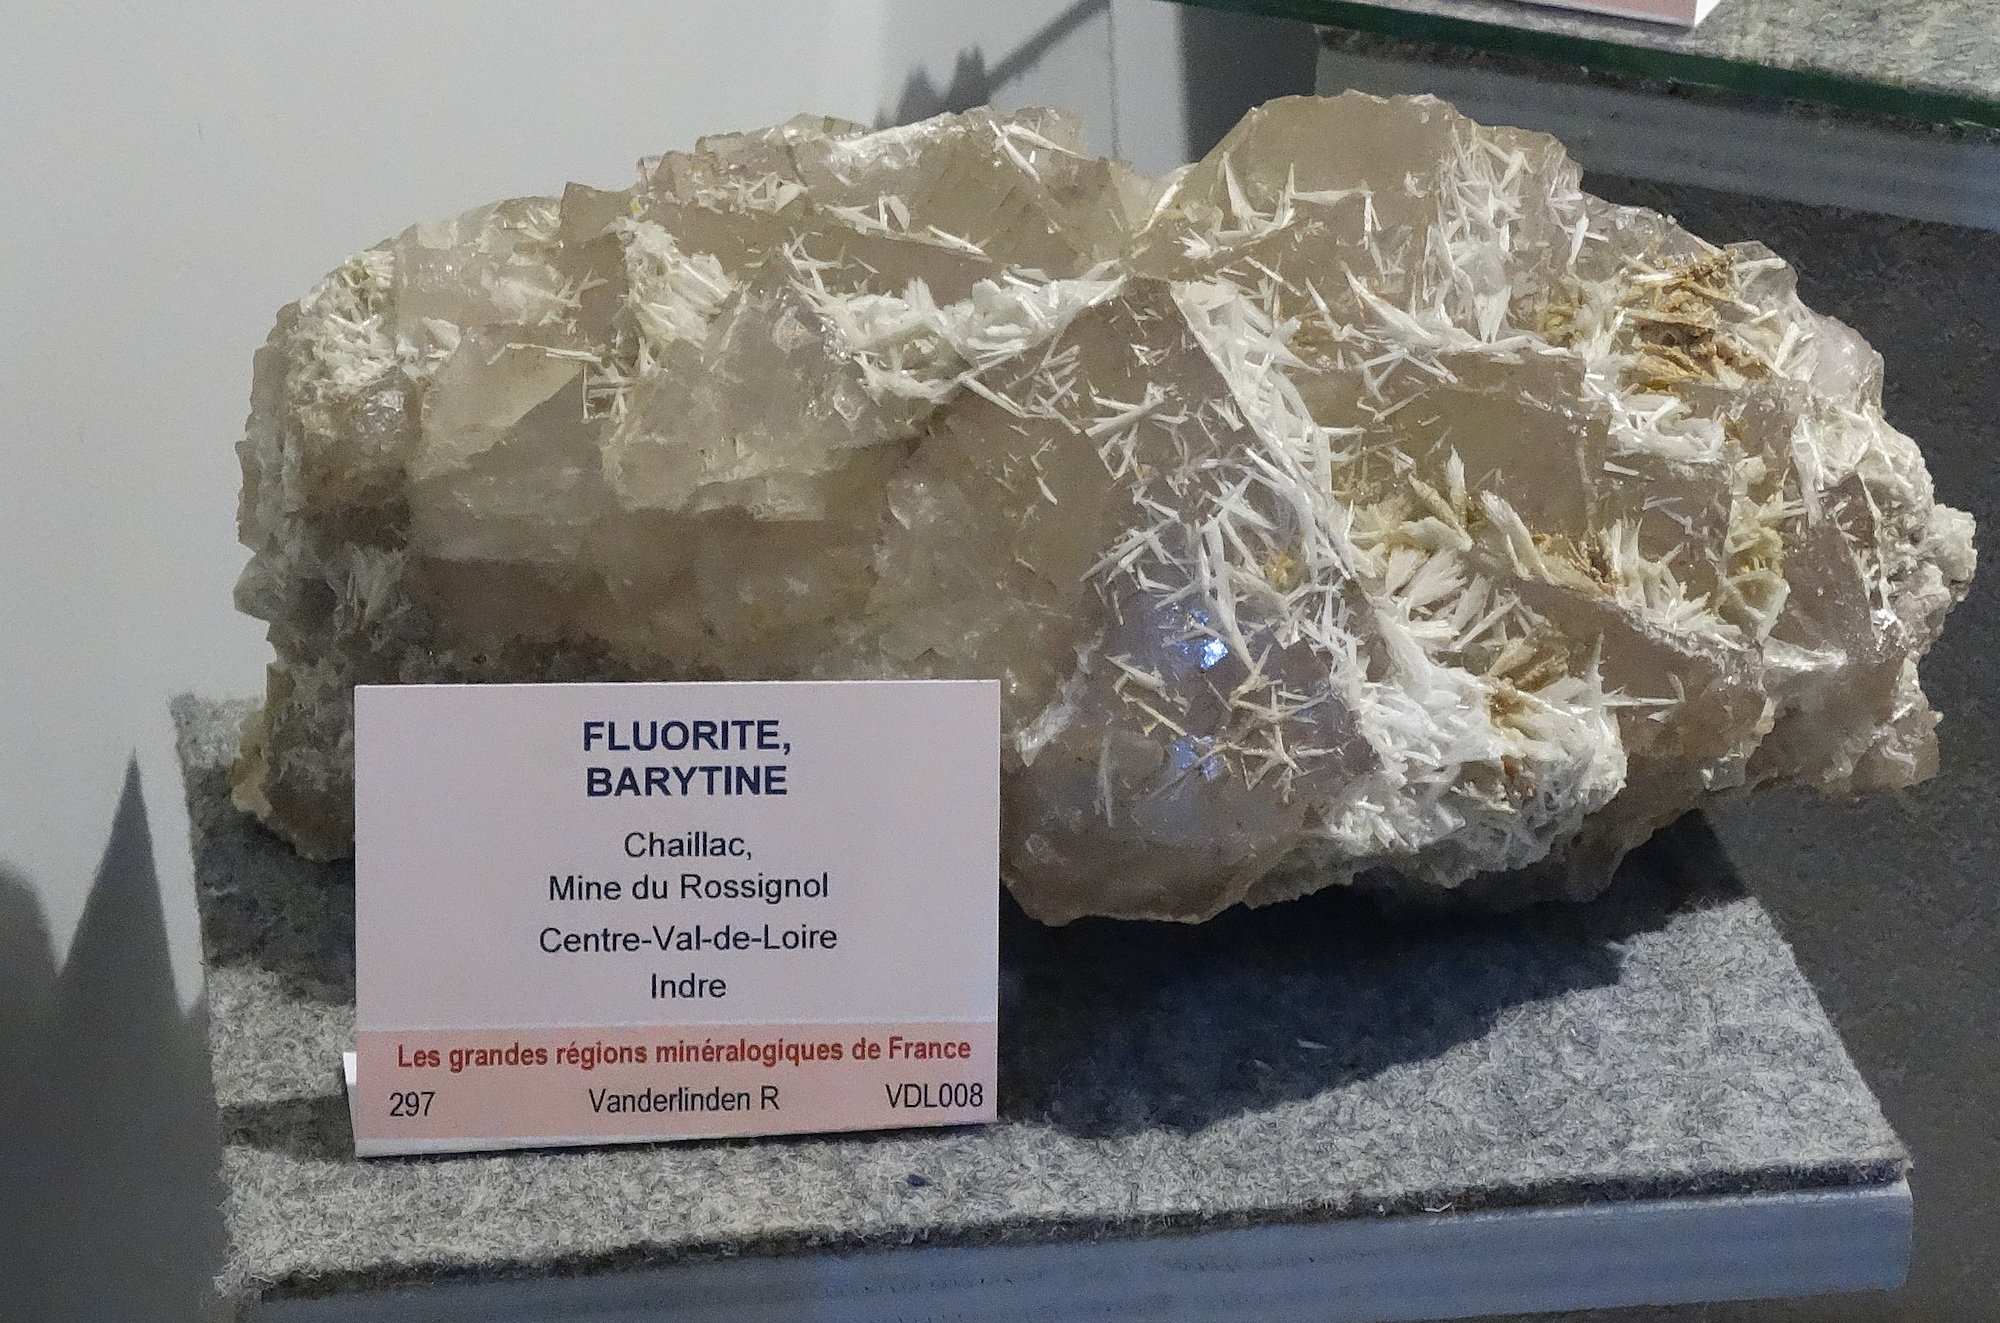 FLUORITE,
BARYTINE
Chaillac,
Mine du Rossignol
Centre-Val-de-Loire
Indre
Les grandes régions minéralogiques de France
297 Vanderlinden R VDL008